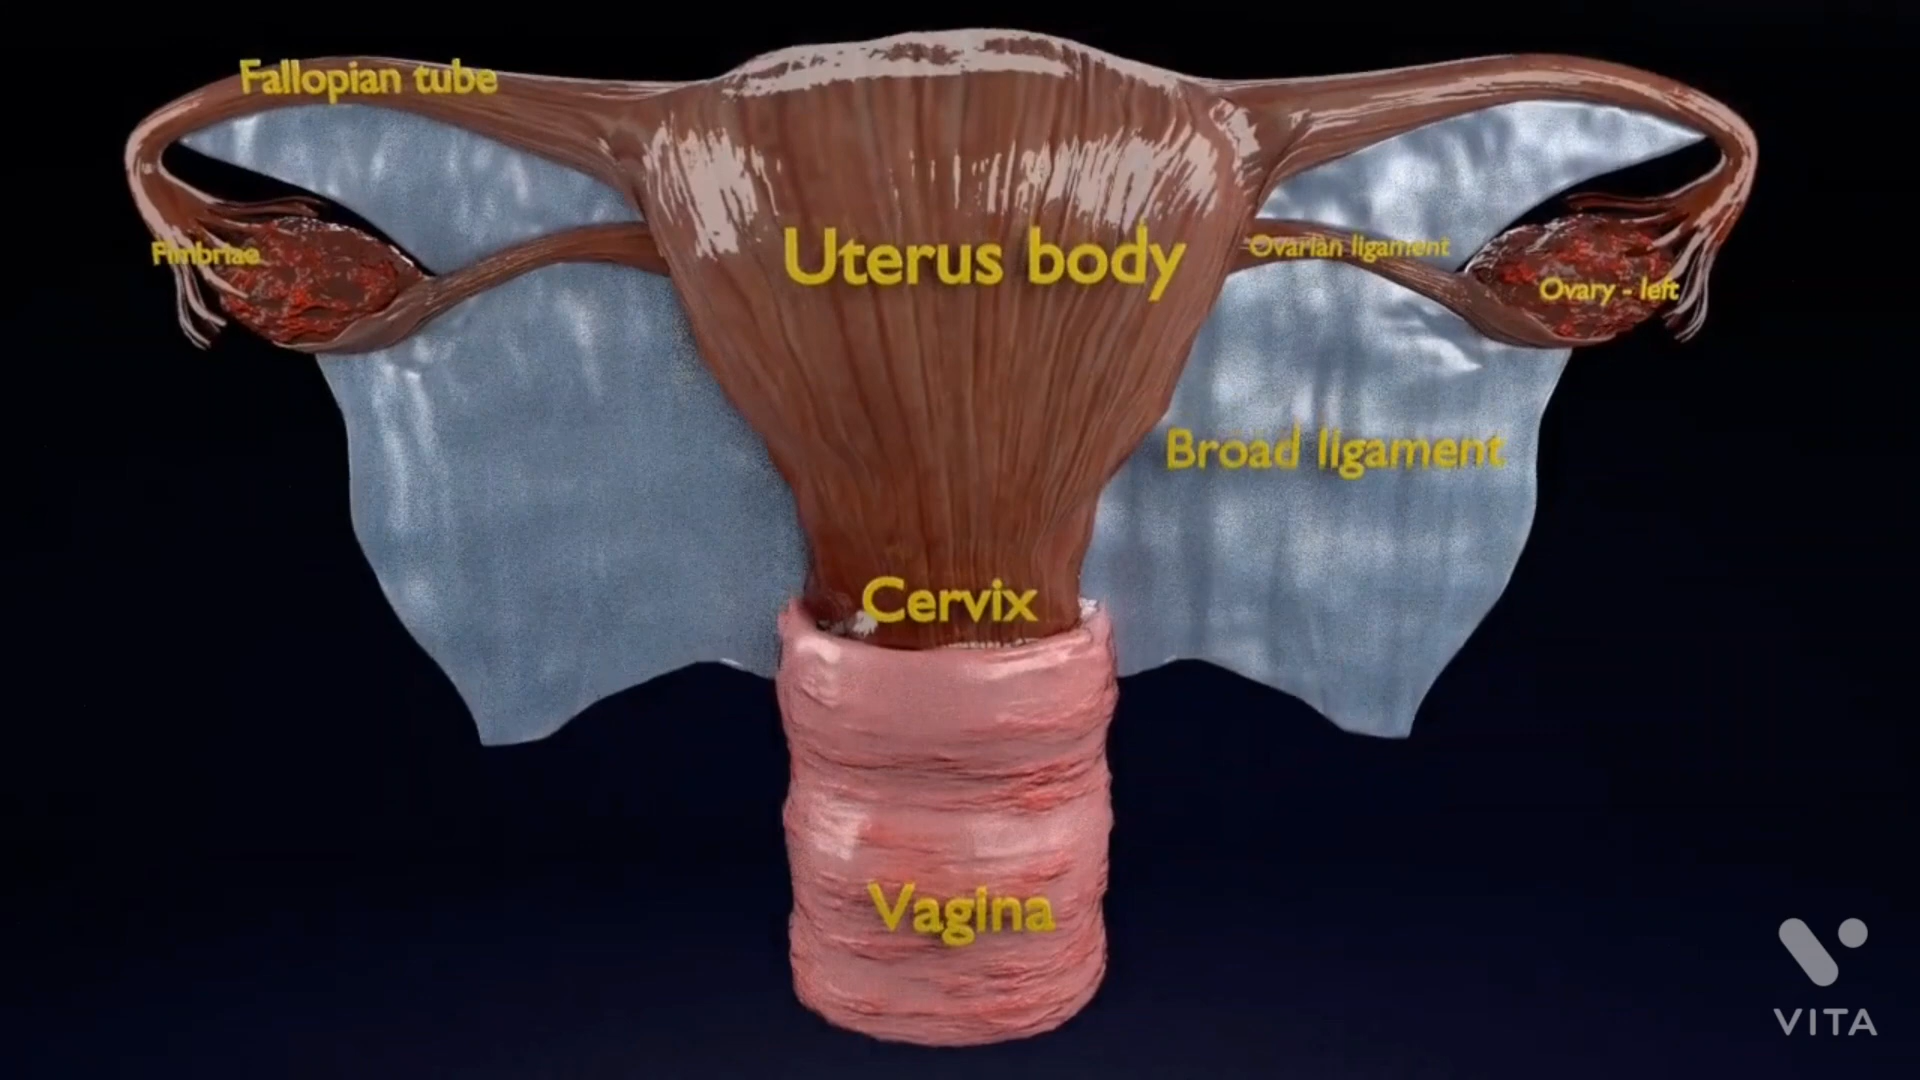 Fallopian tube
Fimbriae
Uterus body
Ovarian ligament
Ovary - left
Broad ligament
Cervix
Vagina
VITA